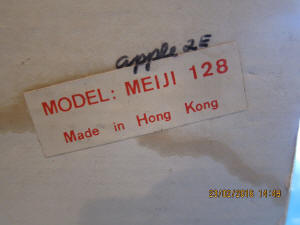 apple 2E
MODEL: MEIJI 128
Made in Hong Kong